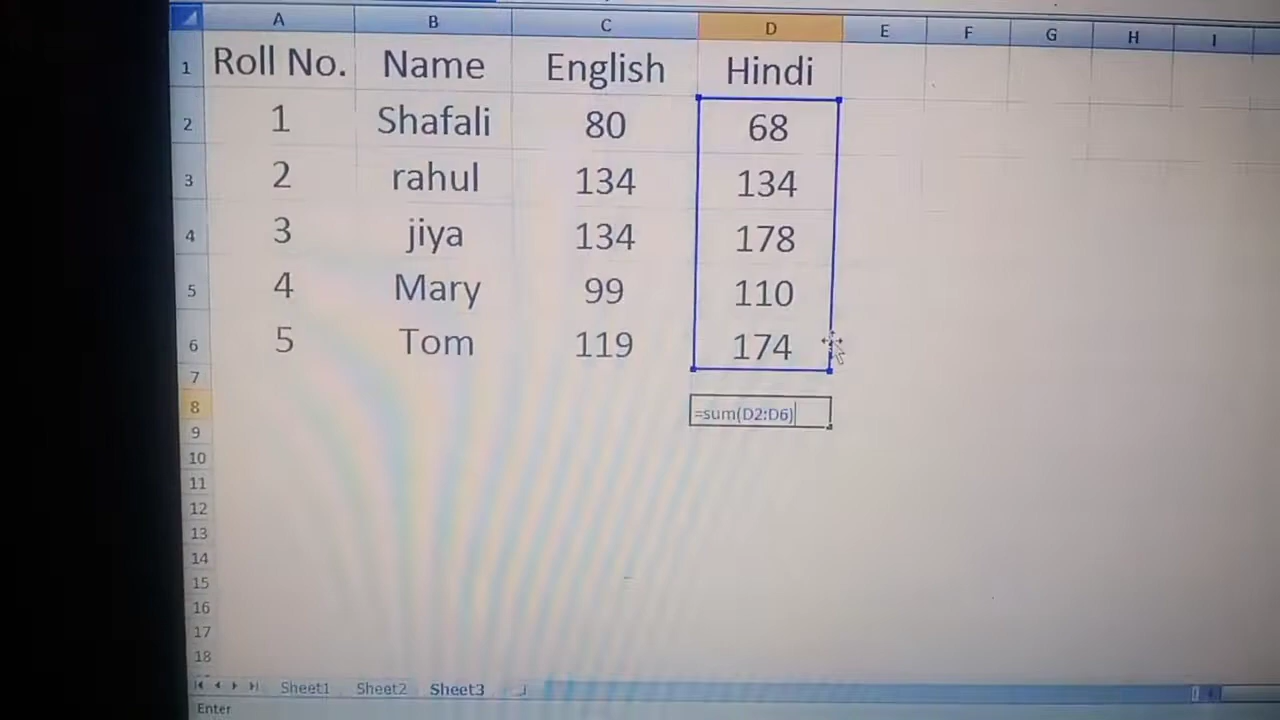 A B C D E F G H I
1 Roll No. Name English Hindi
2 1 Shafali 80 68
3 2 rahul 134 134
4 3 jiya 134 178
5 4 Mary 99 110
6 5 Tom 119 174
7
8 =sum(D2:D6)
9
10
11
12
13
14
15
16
17
18
Sheet1 Sheet2 Sheet3
Enter